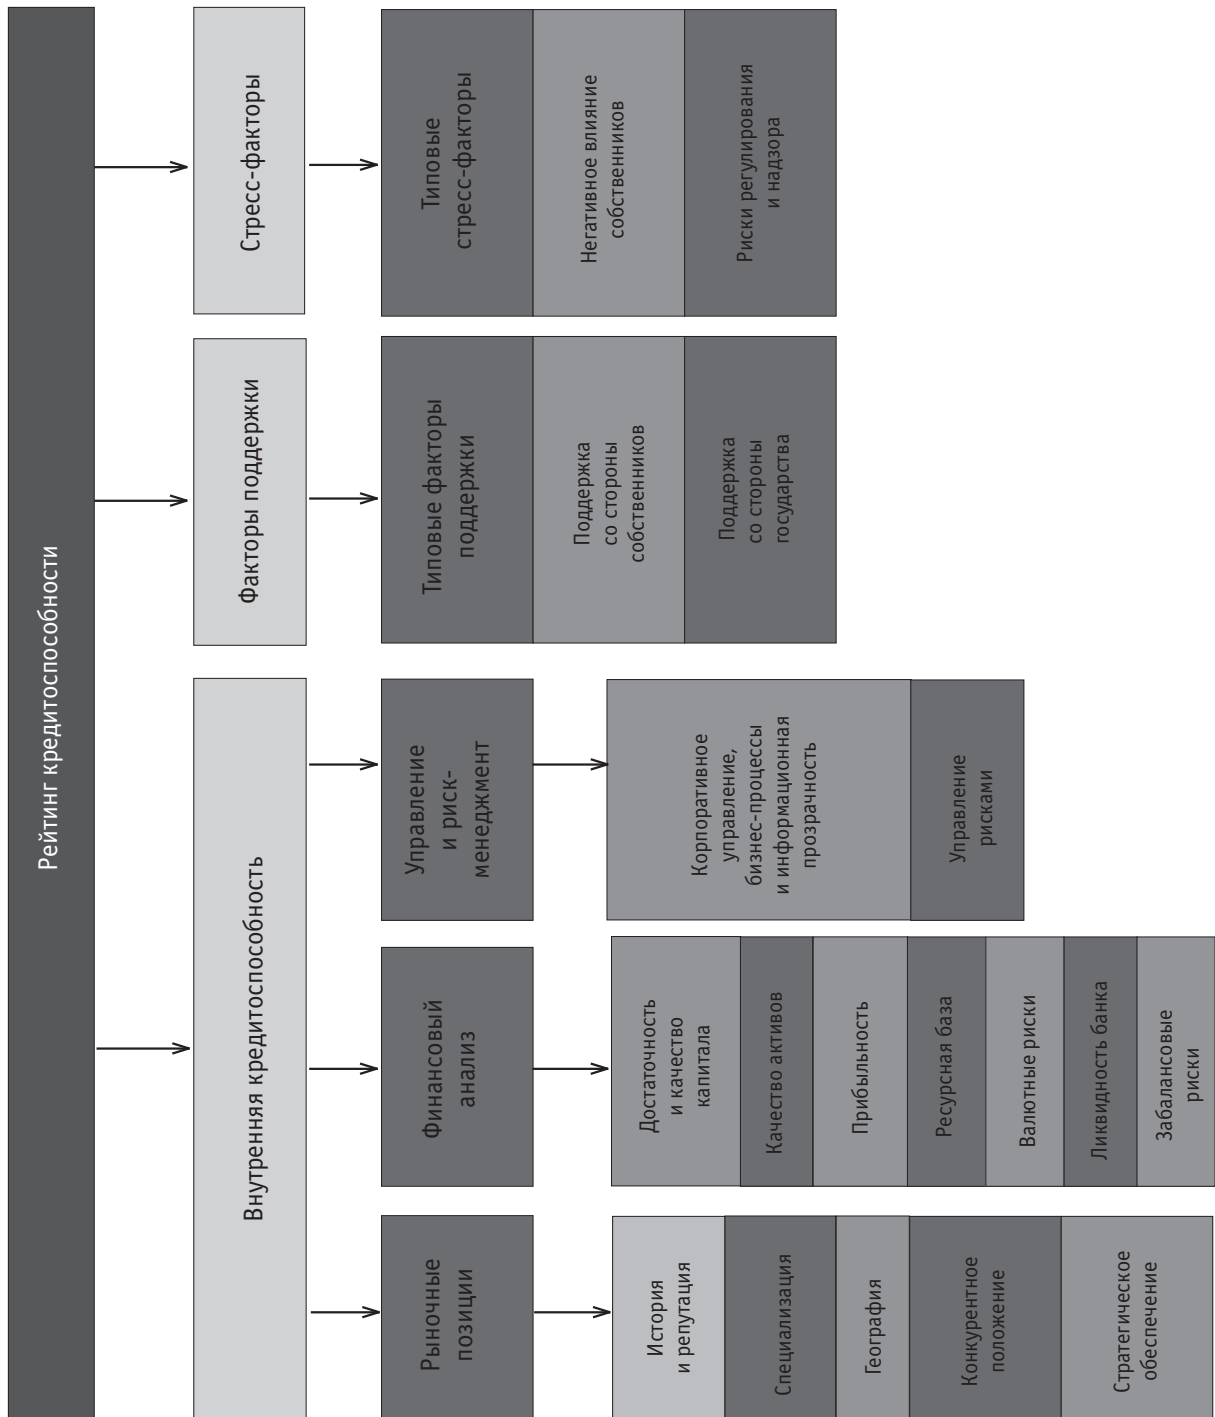 Рейтинг кредитоспособности
Внутренняя кредитоспособность
Факторы поддержки
Стресс-факторы
Рыночные
позиции
Финансовый
анализ
Управление
и риск-
менеджмент
Типовые факторы
поддержки
Типовые
стресс-факторы
История
и репутация
Специализация
География
Конкурентное
положение
Стратегическое
обеспечение
Достаточность
и качество
капитала
Качество активов
Прибыльность
Ресурсная база
Валютные риски
Ликвидность банка
Забалансовые
риски
Корпоративное
управление,
бизнес-процессы
и информационная
прозрачность
Управление
рисками
Поддержка
со стороны
собственников
Поддержка
со стороны
государства
Негативное влияние
собственников
Риски регулирования
и надзора